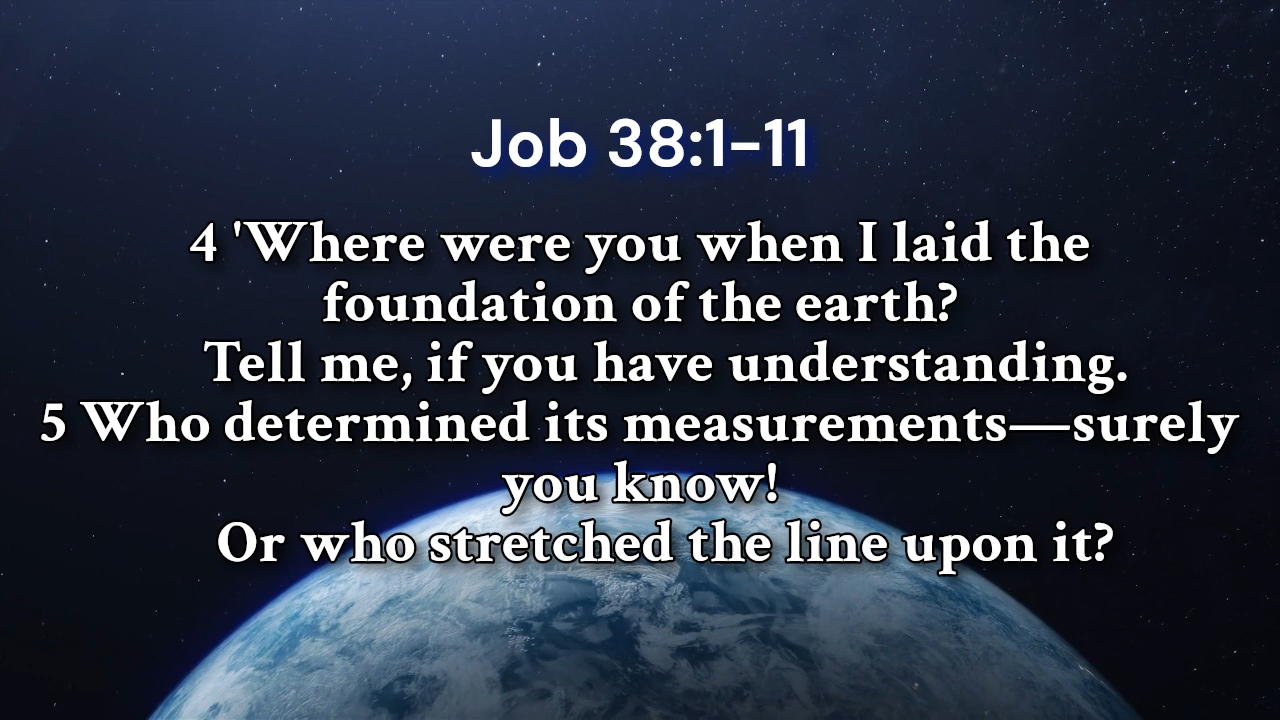 Job 38:1–11
4 'Where were you when I laid the
foundation of the earth?
Tell me, if you have understanding.
5 Who determined its measurements—surely
you know!
Or who stretched the line upon it?